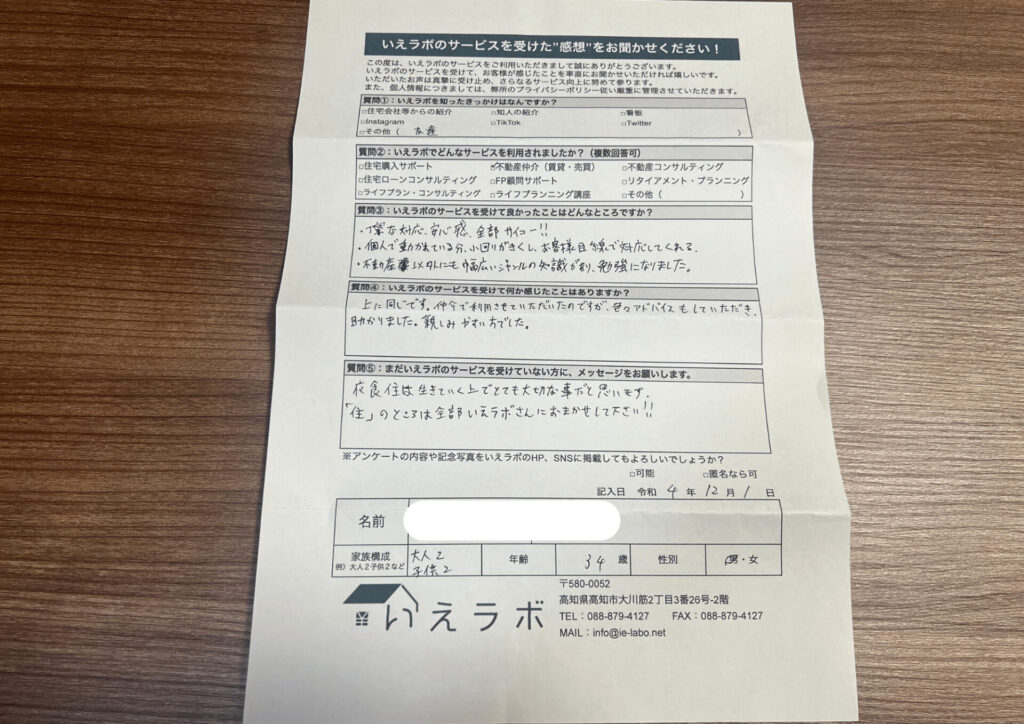 いえラボのサービスを受けた"感想"をお聞かせください！
この度は、いえラボのサービスをご利用いただきまして誠にありがとうございます。
いえラボのサービスを受けて、お客様が感じたことを率直にお聞かせいただければ嬉しいです。
いただいたお声は真摯に受け止め、さらなるサービス向上に努めて参ります。
また、個人情報につきましては、弊所のプライバシーポリシー従い厳重に管理させていただきます。
質問①：いえラボを知ったきっかけはなんですか？
□住宅会社等からの紹介 □知人の紹介 □看板
□Instagram □TikTok □Twitter
□その他（ 友達 ）
質問②：いえラボでどんなサービスを利用されましたか？（複数回答可）
□住宅購入サポート ☑不動産仲介（賃貸・売買） □不動産コンサルティング
□住宅ローンコンサルティング □FP顧問サポート □リタイアメント・プランニング
□ライフプラン・コンサルティング □ライフプランニング講座 □その他（ ）
質問③：いえラボのサービスを受けて良かったことはどんなところですか？
・丁寧な対応、安心感、全部サイコー!!
・個人で動かれている分、小回りがきくし、お客様目線で対応してくれる。
・不動産業以外にも幅広いジャンルの知識があり、勉強になりました。
質問④：いえラボのサービスを受けて何か感じたことはありますか？
上に同じです。仲介で利用させていただいたのですが、色々アドバイスもしていただき、
助かりました。親しみやすい方でした。
質問⑤：まだいえラボのサービスを受けていない方に、メッセージをお願いします。
衣食住は生きていく上でとても大切な事だと思います。
「住」のところは全部いえラボさんにおまかせして下さい!!
※アンケートの内容や記念写真をいえラボのHP、SNSに掲載してもよろしいでしょうか？
□可能 □匿名なら可
記入日 令和 4 年 12 月 1 日
名前
家族構成 大人2 年齢 34 歳 性別 男・女
例）大人2子供2など 子供2
いえラボ
〒580-0052
高知県高知市大川筋2丁目3番26号-2階
TEL：088-879-4127 FAX：088-879-4127
MAIL：info@ie-labo.net